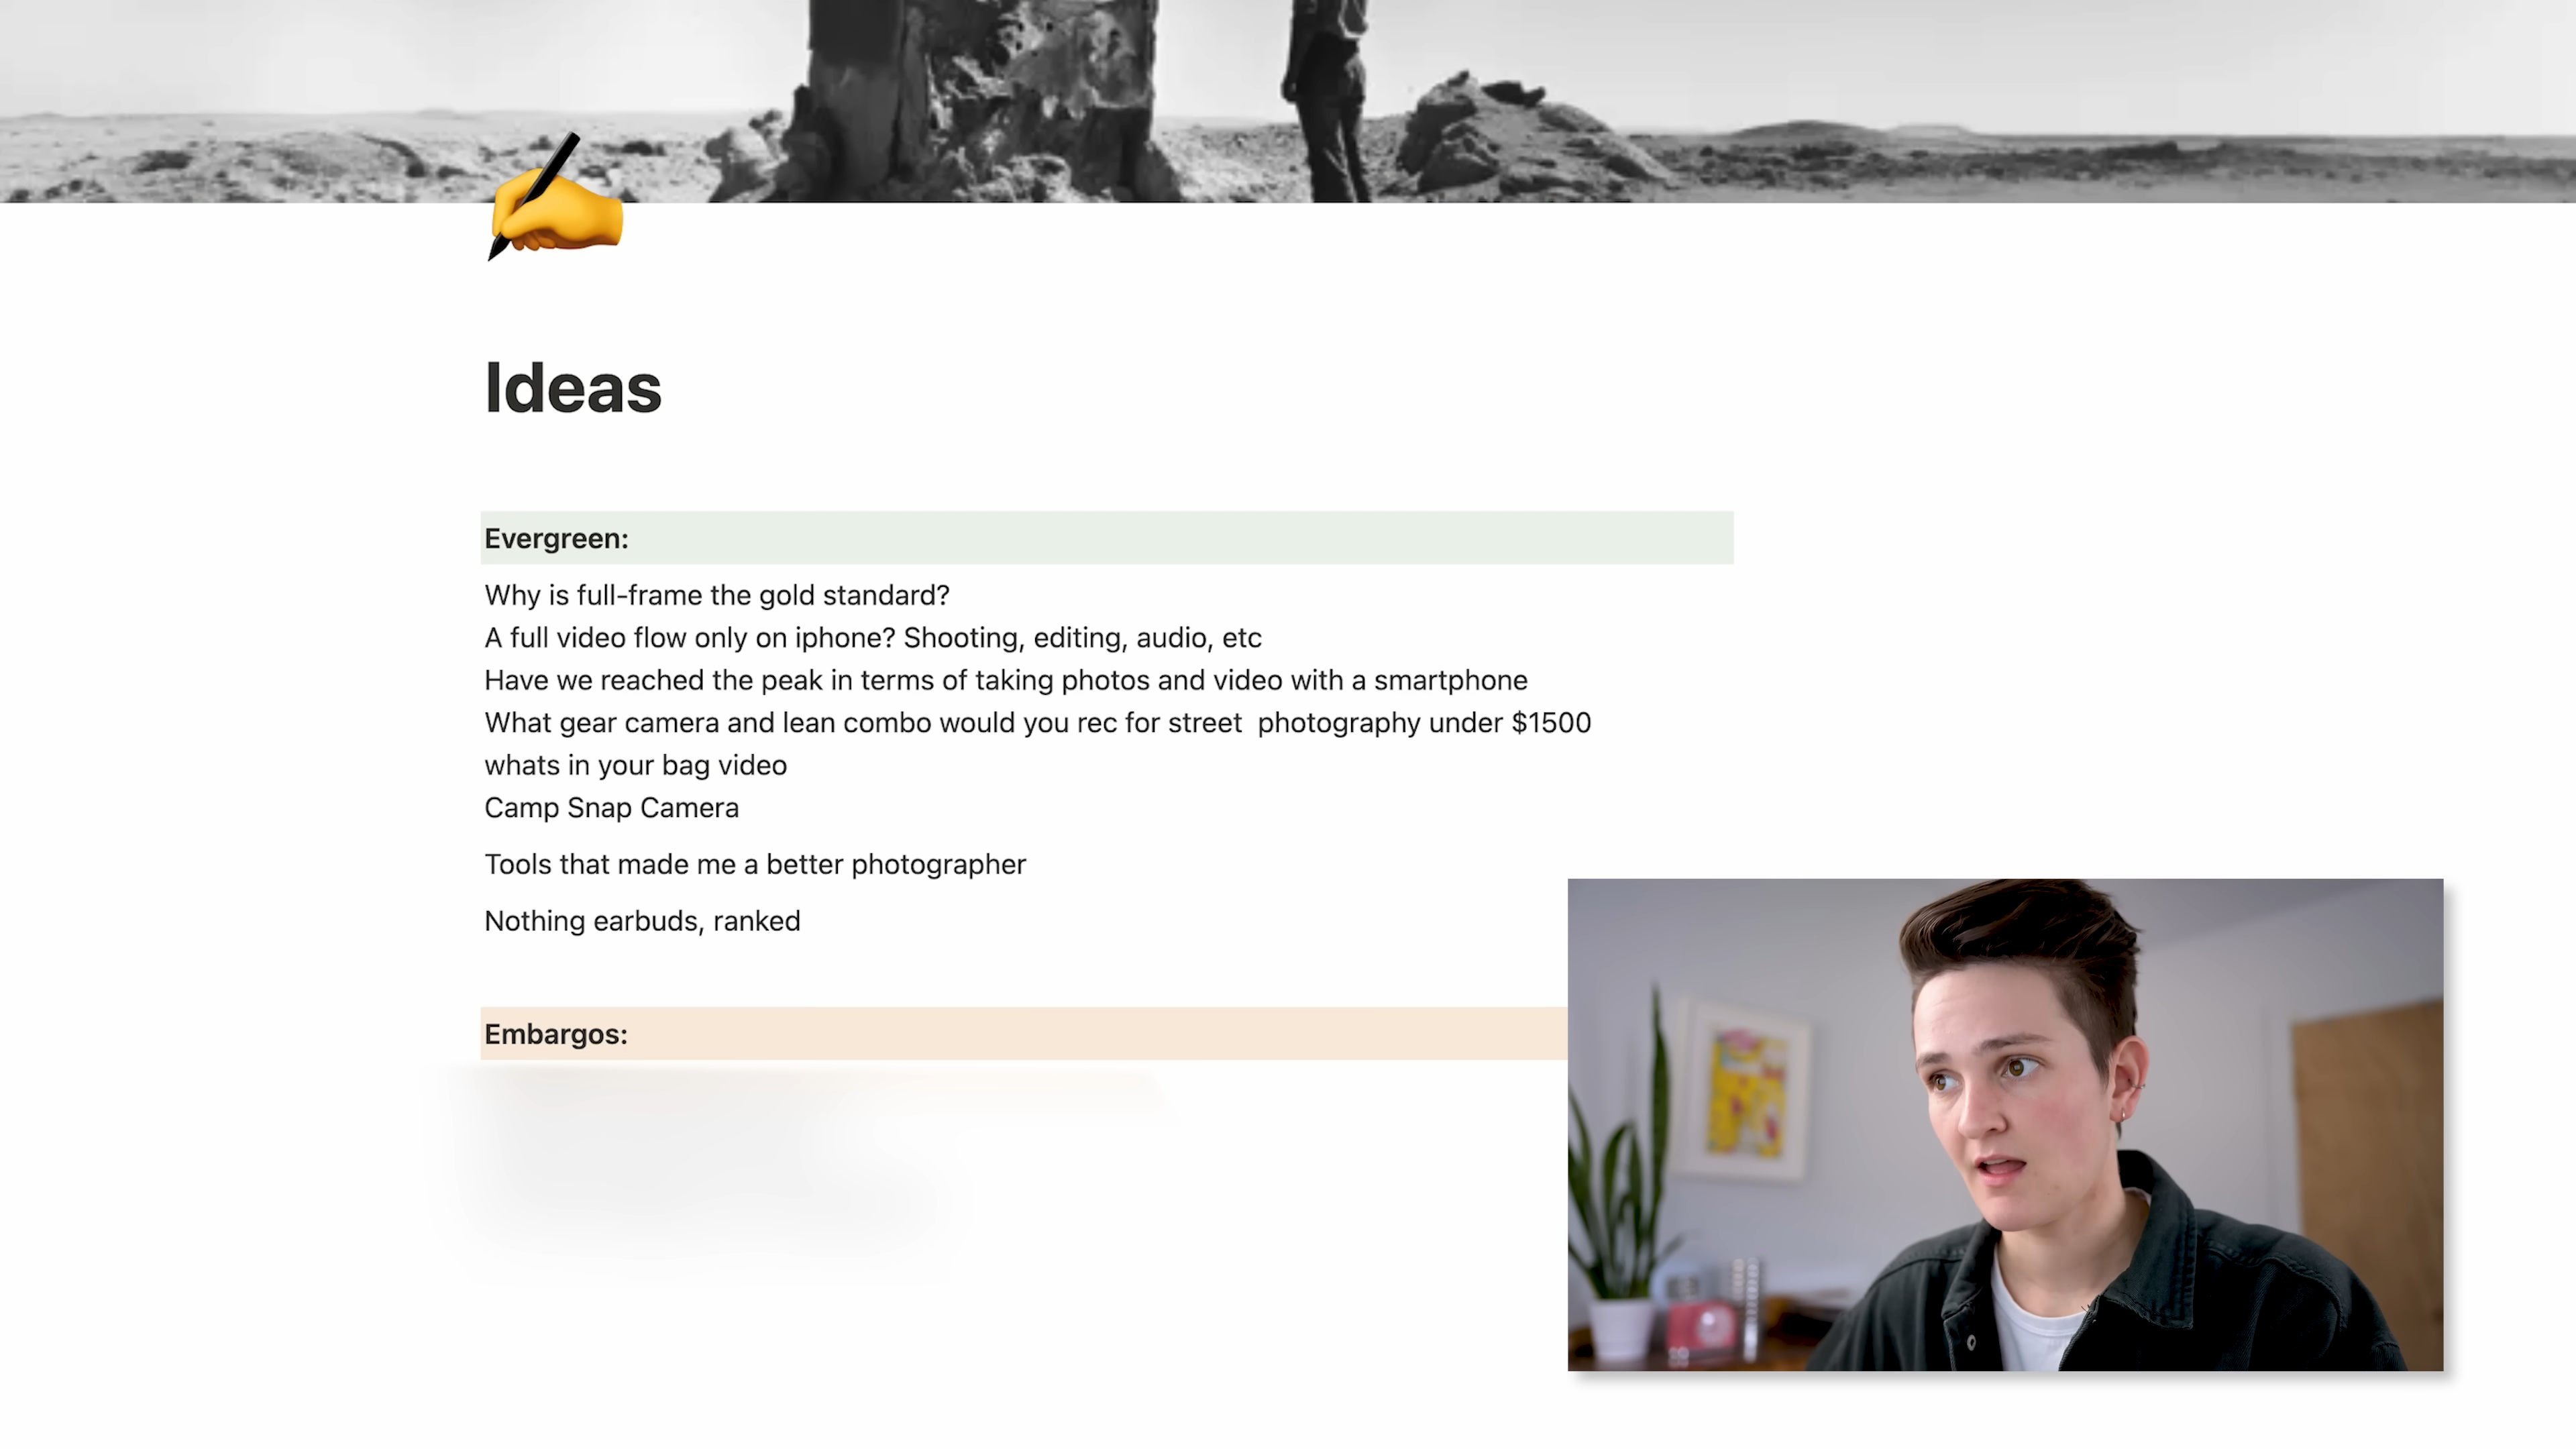 Ideas
Evergreen:
Why is full-frame the gold standard?
A full video flow only on iphone? Shooting, editing, audio, etc
Have we reached the peak in terms of taking photos and video with a smartphone
What gear camera and lean combo would you rec for street  photography under $1500
whats in your bag video
Camp Snap Camera
Tools that made me a better photographer
Nothing earbuds, ranked
Embargos: